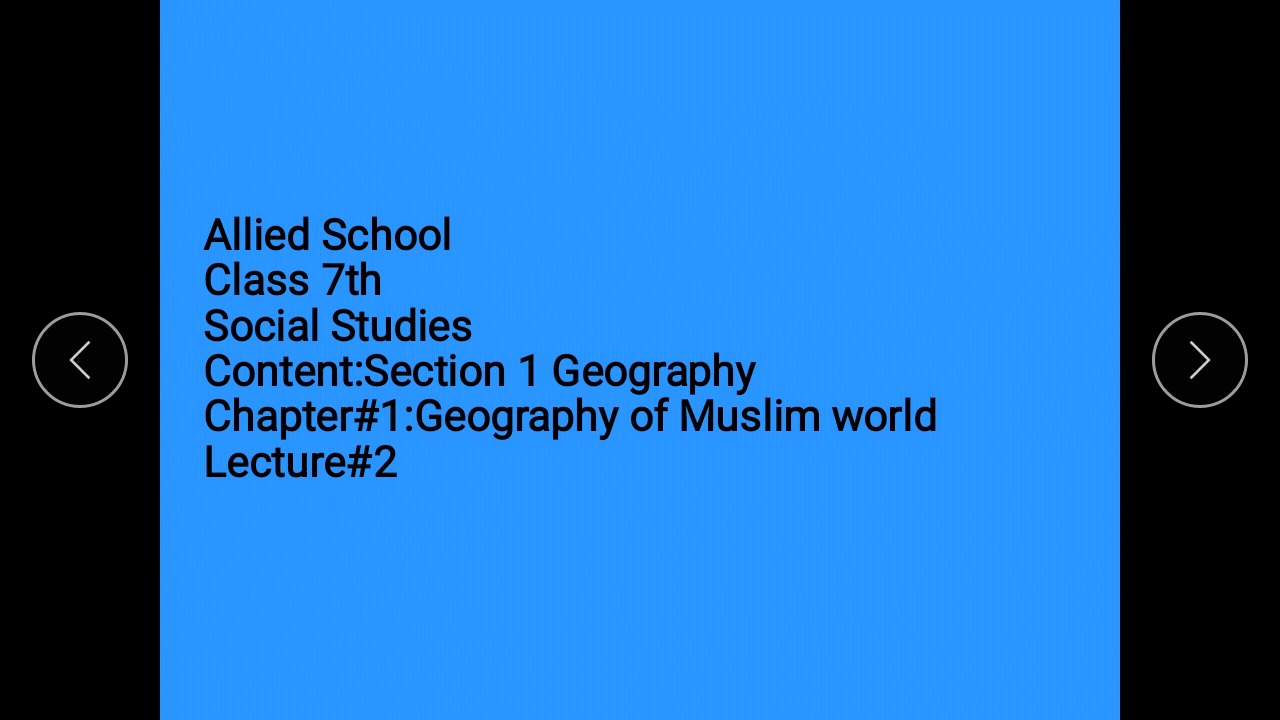 Allied School
Class 7th
Social Studies
Content:Section 1 Geography
Chapter#1:Geography of Muslim world
Lecture#2